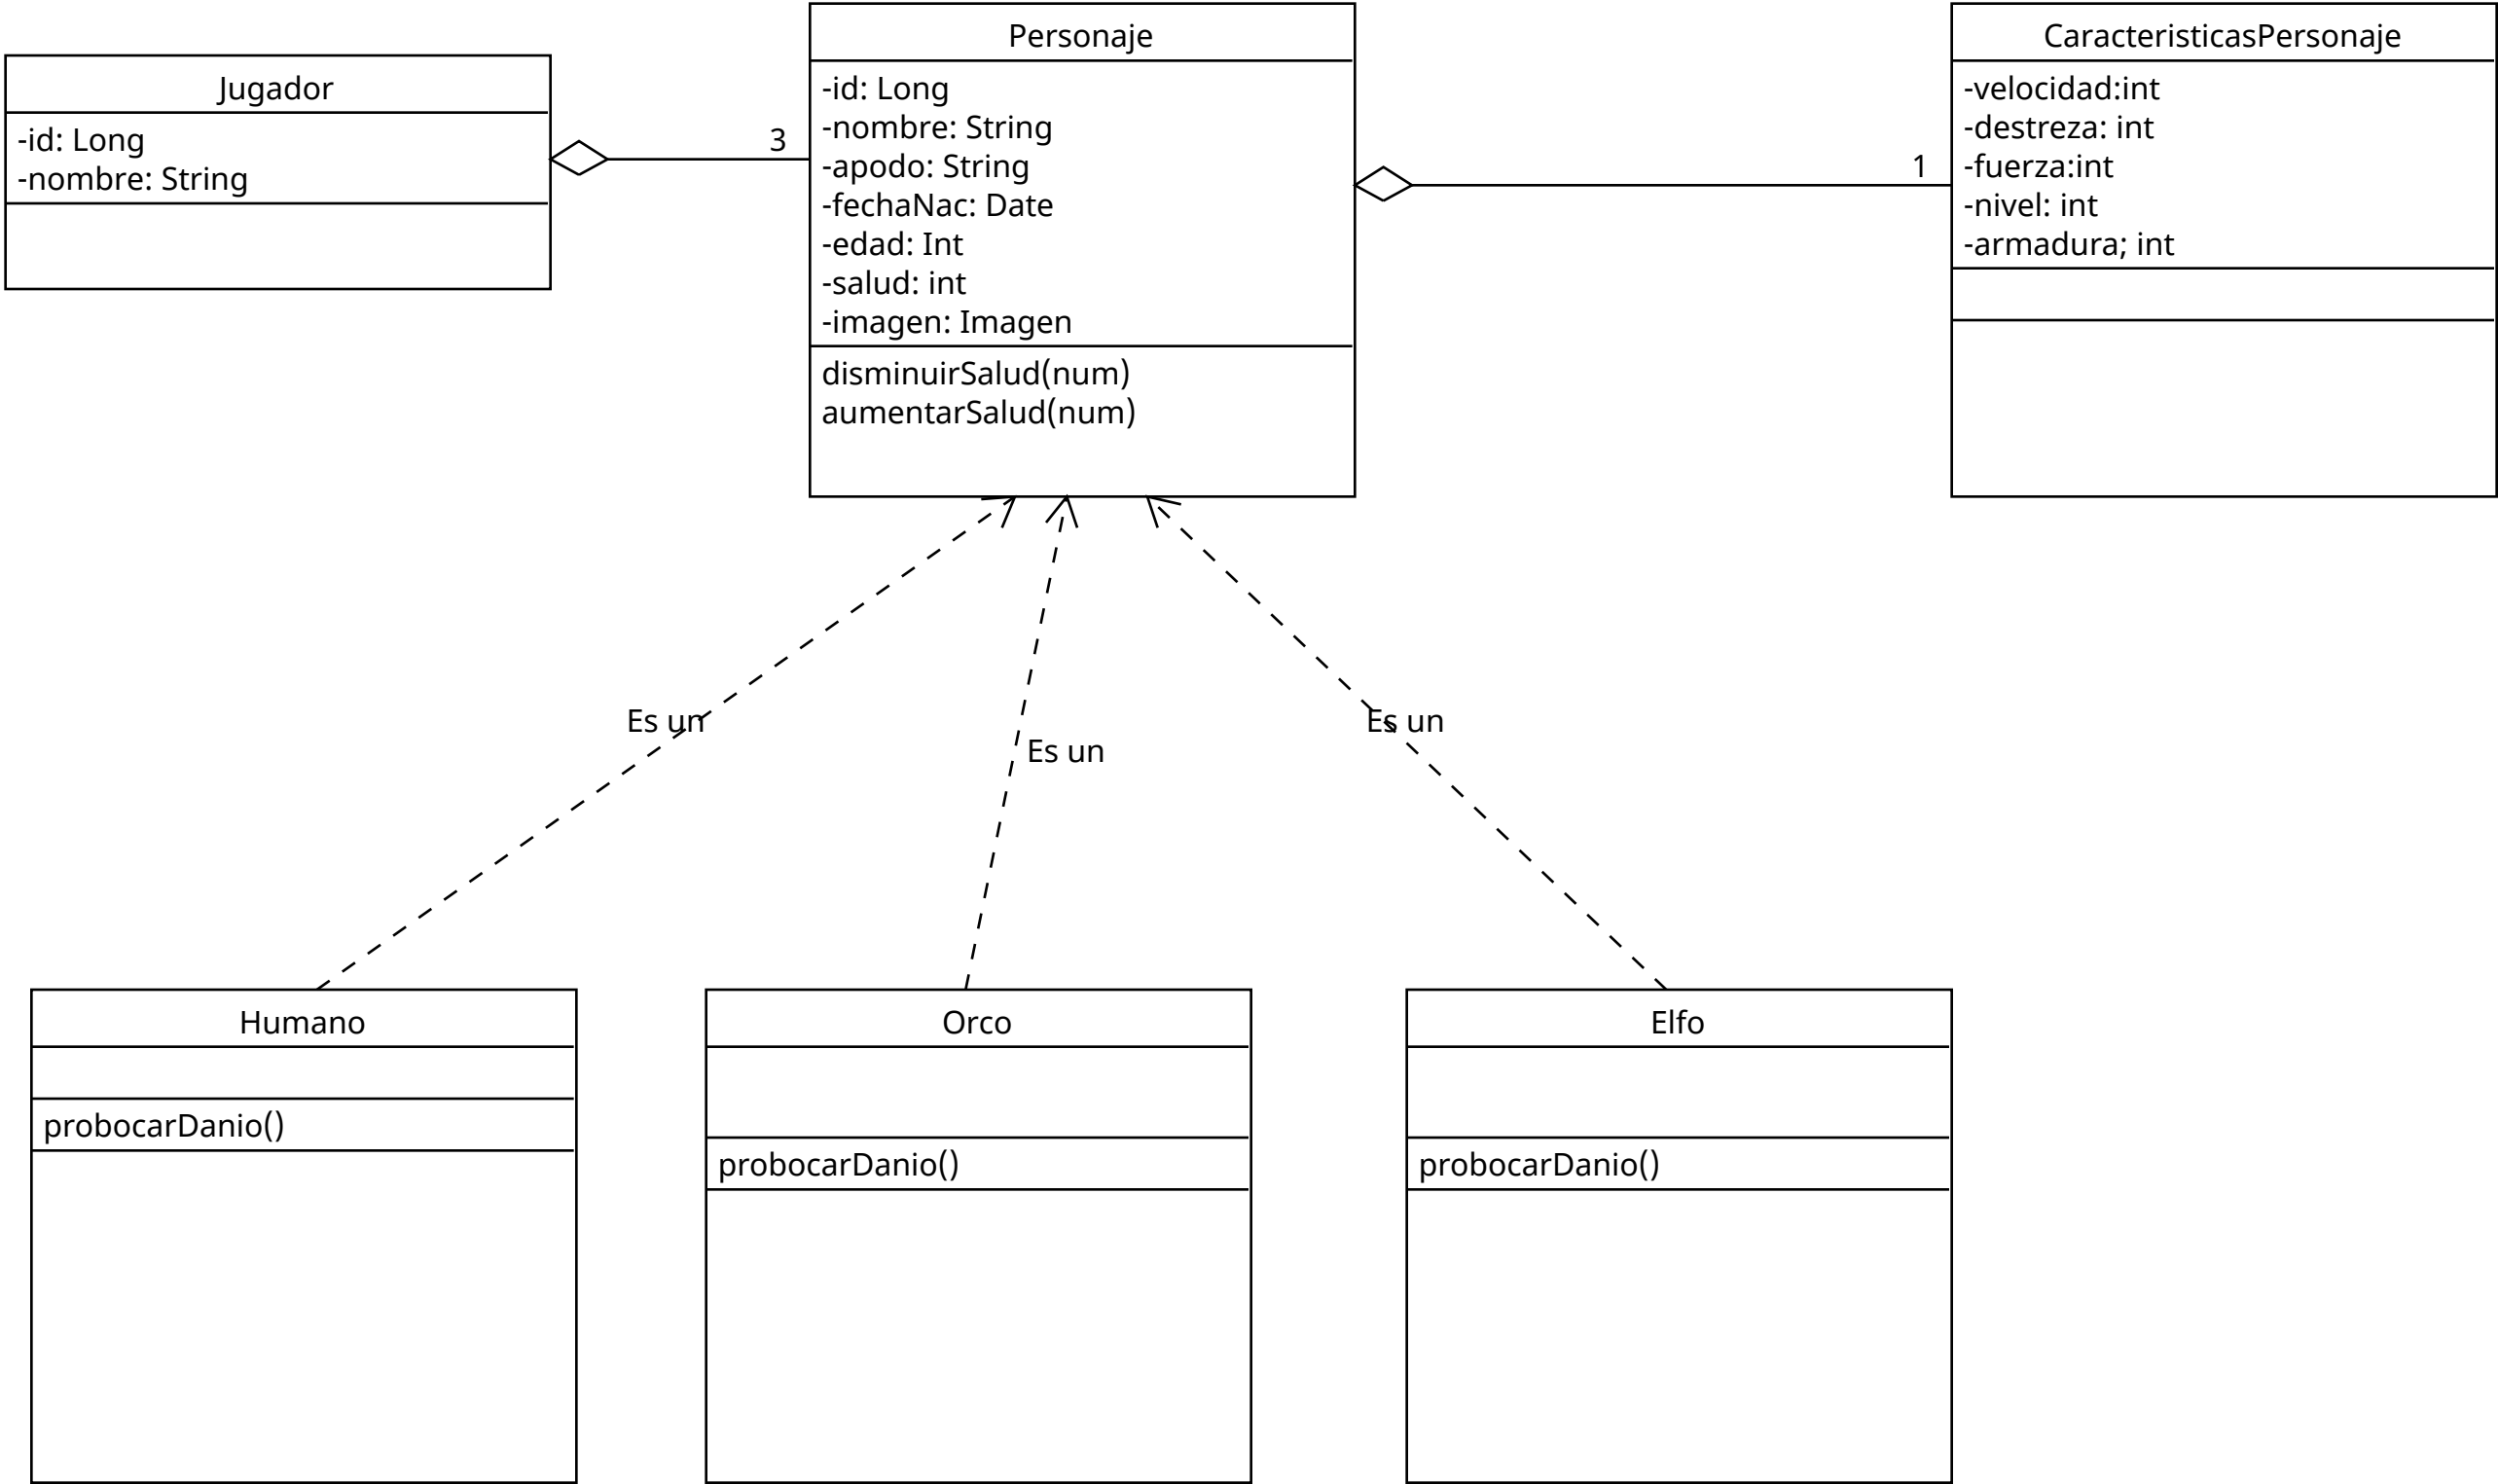 Jugador
-id: Long
-nombre: String
3
Personaje
-id: Long
-nombre: String
-apodo: String
-fechaNac: Date
-edad: Int
-salud: int
-imagen: Imagen
disminuirSalud(num)
aumentarSalud(num)
1
CaracteristicasPersonaje
-velocidad:int
-destreza: int
-fuerza:int
-nivel: int
-armadura; int
Es un
Es un
Es un
Humano
probocarDanio()
Orco
probocarDanio()
Elfo
probocarDanio()